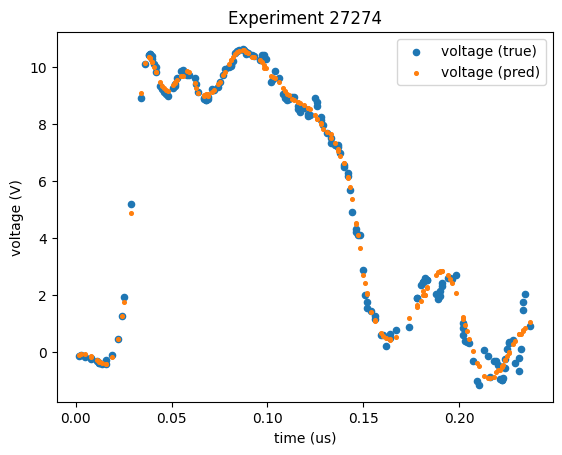 Experiment 27274
voltage (true)
voltage (pred)
voltage (V)
10
8
6
4
2
0
0.00
0.05
0.10
0.15
0.20
time (us)